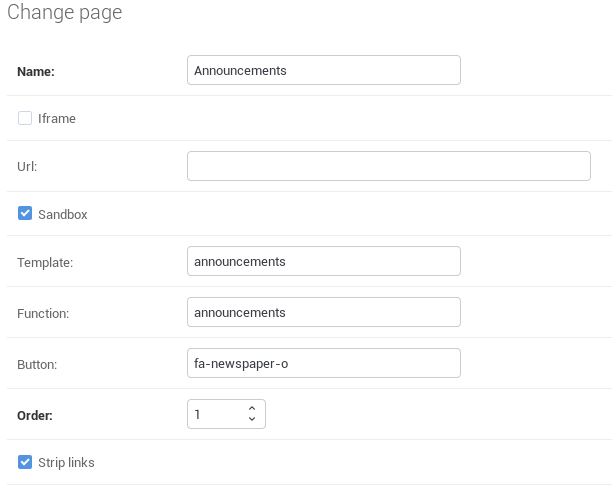 Change page
Name: Announcements
Iframe
Url:
Sandbox
Template: announcements
Function: announcements
Button: fa-newspaper-o
Order: 1
Strip links